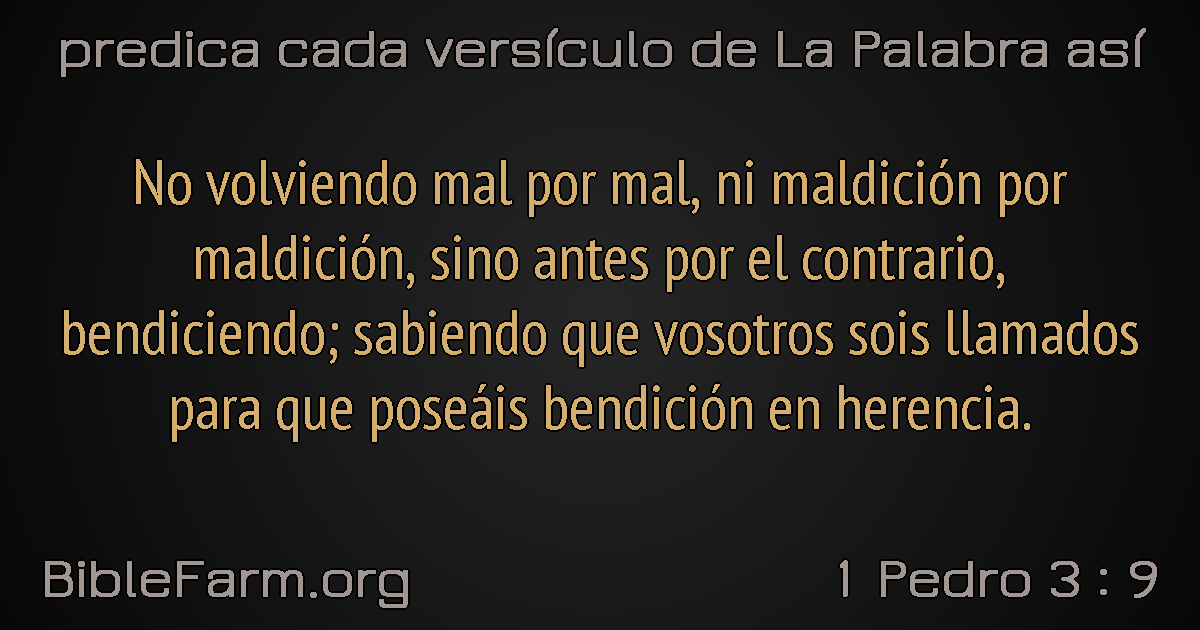 predica cada versículo de La Palabra así
No volviendo mal por mal, ni maldición por
maldición, sino antes por el contrario,
bendiciendo; sabiendo que vosotros sois llamados
para que poseáis bendición en herencia.
BibleFarm.org
1 Pedro 3 : 9